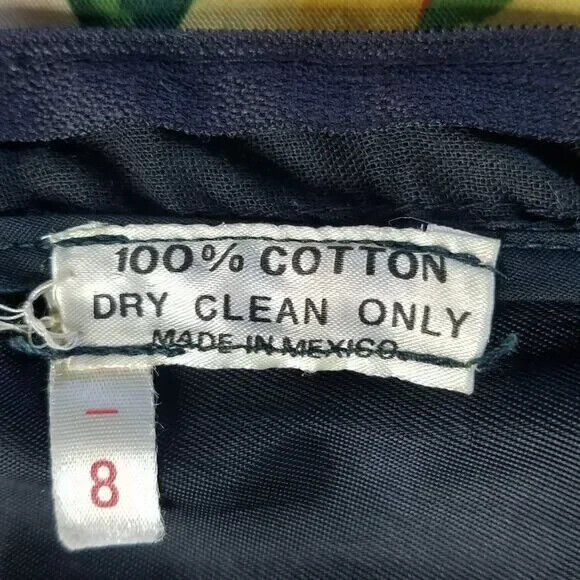 100% COTTON
DRY CLEAN ONLY
MADE IN MEXICO
8